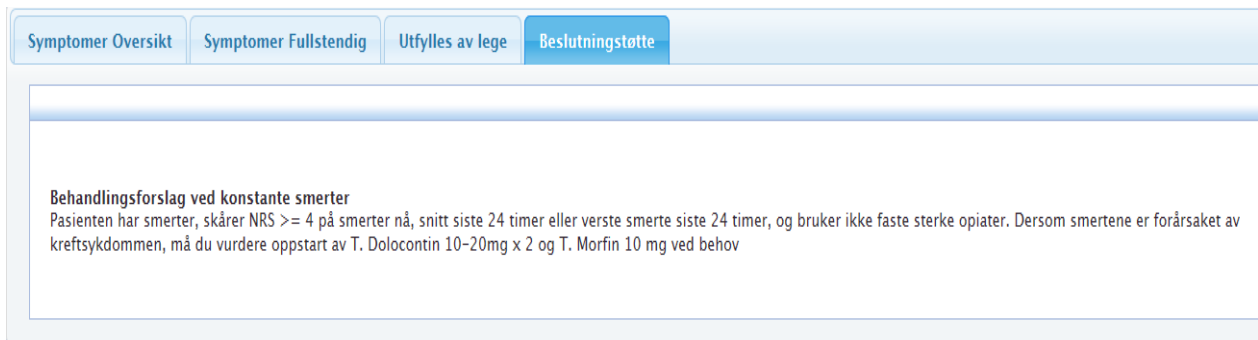 Symptomer Oversikt Symptomer Fullstendig Utfylles av lege Beslutningstøtte
Behandlingsforslag ved konstante smerter
Pasienten har smerter, skårer NRS >= 4 på smerter nå, snitt siste 24 timer eller verste smerte siste 24 timer, og bruker ikke faste sterke opiater. Dersom smertene er forårsaket av
kreftsykdommen, må du vurdere oppstart av T. Dolocontin 10-20mg x 2 og T. Morfin 10 mg ved behov